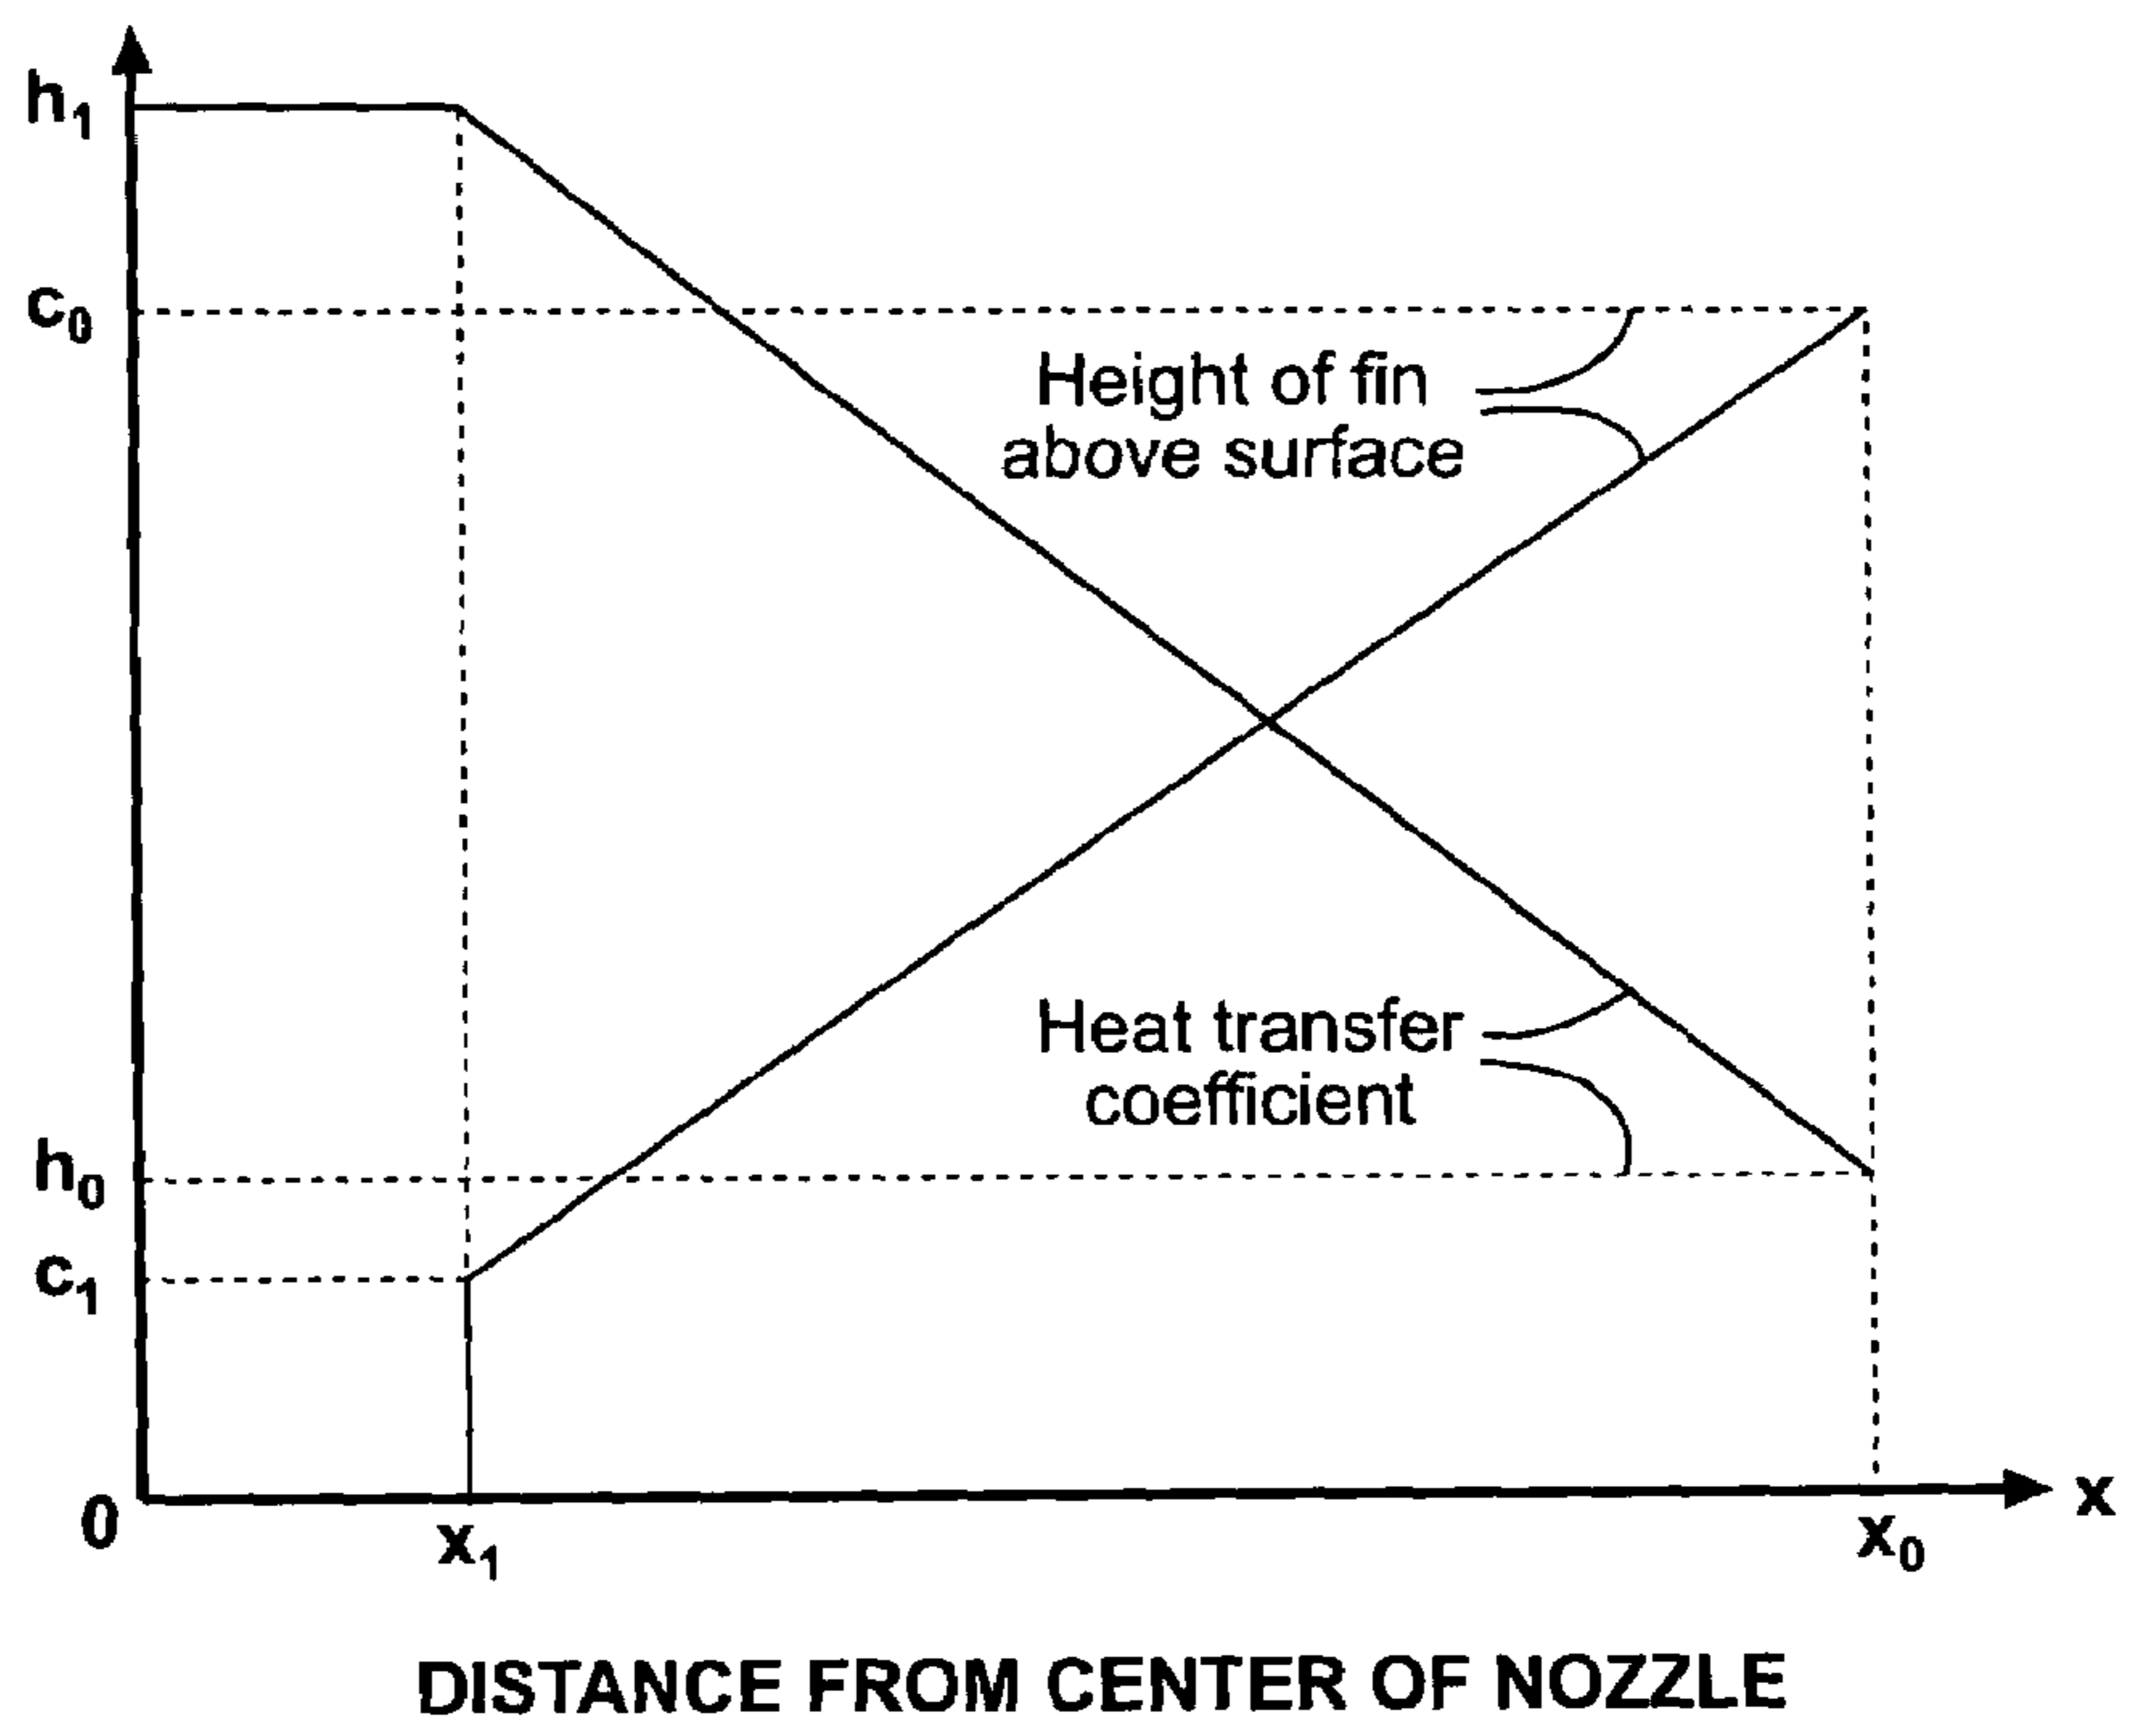 h₁
c₀
Height of fin
above surface
Heat transfer
coefficient
h₀
c₁
0
x₁
x₀
x
DISTANCE FROM CENTER OF NOZZLE